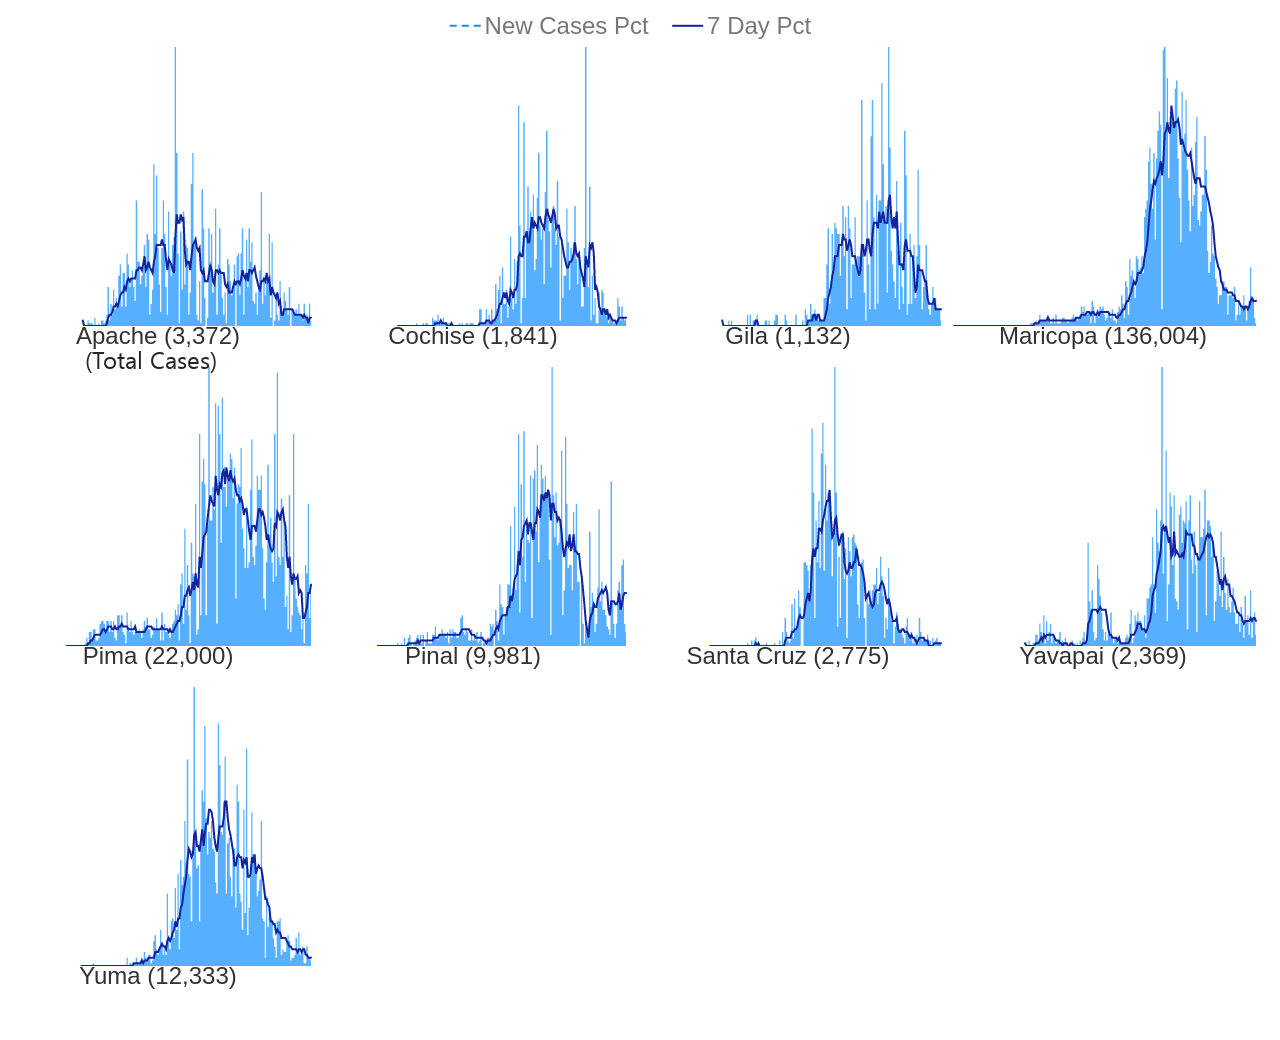 New Cases Pct 7 Day Pct
Apache (3,372) Cochise (1,841) Gila (1,132) Maricopa (136,004)
(Total Cases)
Pima (22,000) Pinal (9,981) Santa Cruz (2,775) Yavapai (2,369)
Yuma (12,333)